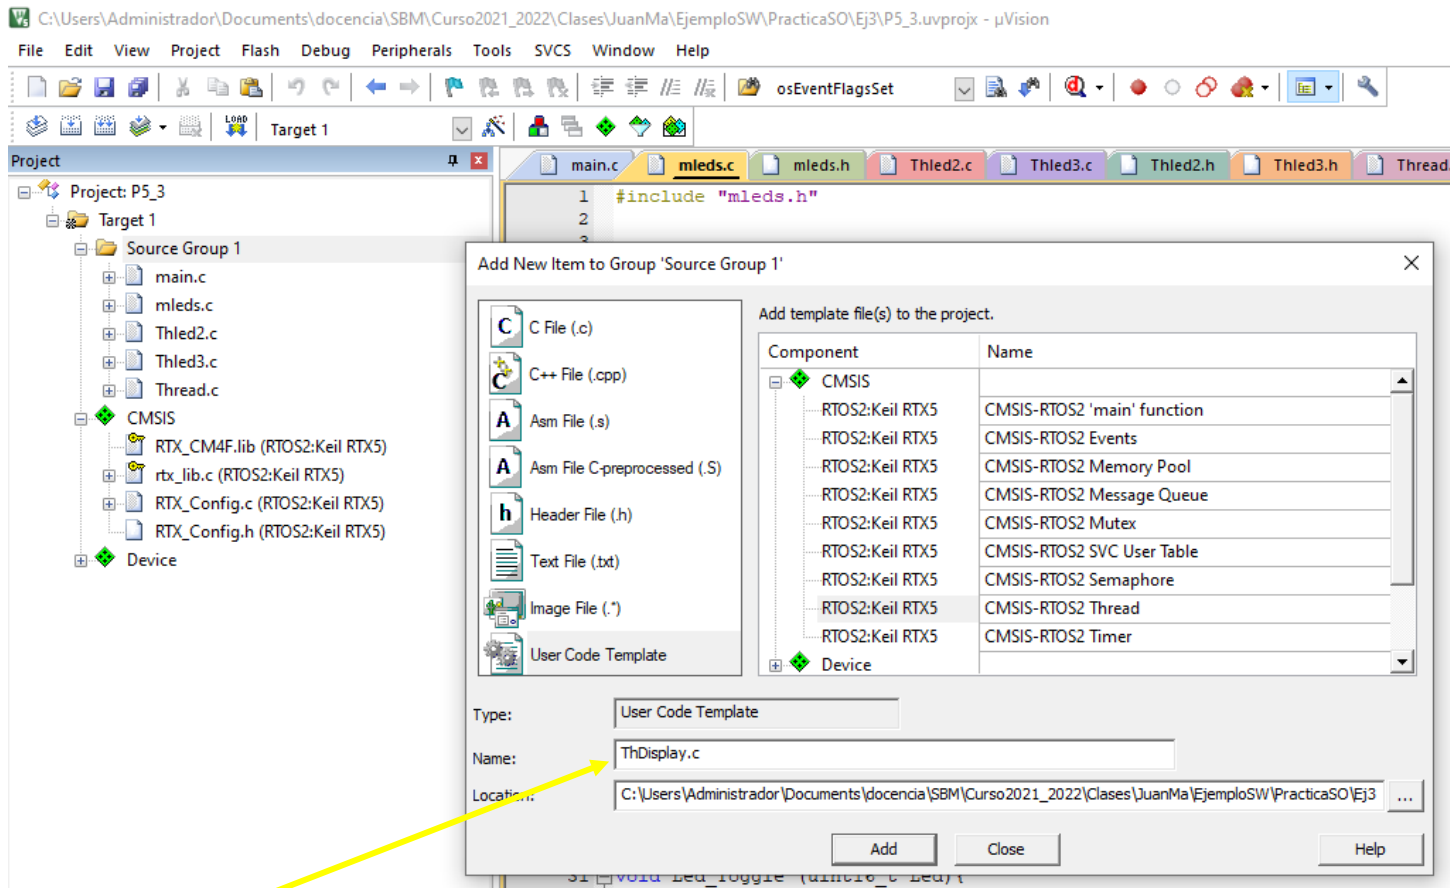 C:\Users\Administrador\Documents\docencia\SBM\Curso2021_2022\Clases\JuanMa\EjemploSW\PracticaSO\Ej3\P5_3.uvprojx - µVision
File Edit View Project Flash Debug Peripherals Tools SVCS Window Help
osEventFlagsSet
LOAD
Target 1
Project
main.c mleds.c mleds.h Thled2.c Thled3.c Thled2.h Thled3.h Thread.
Project: P5_3
Target 1
Source Group 1
main.c
mleds.c
Thled2.c
Thled3.c
Thread.c
CMSIS
RTX_CM4F.lib (RTOS2:Keil RTX5)
rtx_lib.c (RTOS2:Keil RTX5)
RTX_Config.c (RTOS2:Keil RTX5)
RTX_Config.h (RTOS2:Keil RTX5)
Device
1 #include "mleds.h"
2
3
Add New Item to Group 'Source Group 1'
C C File (.c)
C C++ File (.cpp)
A Asm File (.s)
A Asm File C-preprocessed (.S)
h Header File (.h)
Text File (.txt)
Image File (.*)
User Code Template
Add template file(s) to the project.
Component Name
CMSIS
RTOS2:Keil RTX5 CMSIS-RTOS2 'main' function
RTOS2:Keil RTX5 CMSIS-RTOS2 Events
RTOS2:Keil RTX5 CMSIS-RTOS2 Memory Pool
RTOS2:Keil RTX5 CMSIS-RTOS2 Message Queue
RTOS2:Keil RTX5 CMSIS-RTOS2 Mutex
RTOS2:Keil RTX5 CMSIS-RTOS2 SVC User Table
RTOS2:Keil RTX5 CMSIS-RTOS2 Semaphore
RTOS2:Keil RTX5 CMSIS-RTOS2 Thread
RTOS2:Keil RTX5 CMSIS-RTOS2 Timer
Device
Type: User Code Template
Name: ThDisplay.c
Location: C:\Users\Administrador\Documents\docencia\SBM\Curso2021_2022\Clases\JuanMa\EjemploSW\PracticaSO\Ej3 ...
Add Close Help
31 void Led_Toggle (uint16_t Led){